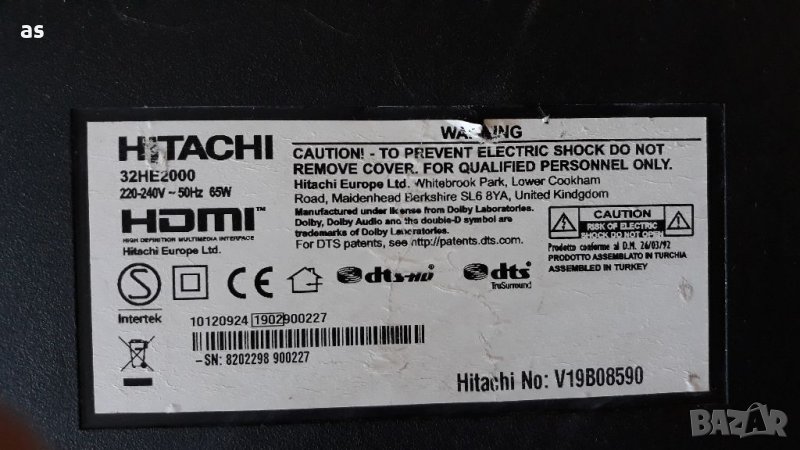 as
HITACHI
32HE2000
220-240V ~ 50Hz 65W
HDMI™
HIGH DEFINITION MULTIMEDIA INTERFACE
Hitachi Europe Ltd.
WARNING
CAUTION! - TO PREVENT ELECTRIC SHOCK DO NOT
REMOVE COVER. FOR QUALIFIED PERSONNEL ONLY.
Hitachi Europe Ltd. Whitebrook Park, Lower Cookham
Road, Maidenhead Berkshire SL6 8YA, United Kingdgom
Manufactured under license from Dolby Laboratories.
Dolby, Dolby Audio and the double-D symbol are
trademarks of Dolby Laboratories.
For DTS patents, see http://patents.dts.com.
CAUTION
RISK OF ELECTRIC
SHOCK DO NOT OPEN
Prodotto conforme al D.M. 26/03/92
PRODOTTO ASSEMBLATO IN TURCHIA
ASSEMBLED IN TURKEY
S
Intertek
CE
dts-HD
dts
TruSurround
10120924 1902900227
-SN: 8202298 900227
Hitachi No: V19B08590
BAZAR